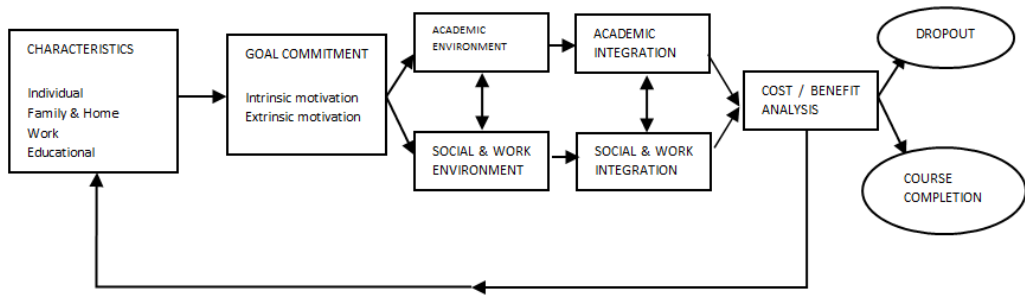 CHARACTERISTICS
Individual
Family & Home
Work
Educational
GOAL COMMITMENT
Intrinsic motivation
Extrinsic motivation
ACADEMIC
ENVIRONMENT
SOCIAL & WORK
ENVIRONMENT
ACADEMIC
INTEGRATION
SOCIAL & WORK
INTEGRATION
COST / BENEFIT
ANALYSIS
DROPOUT
COURSE
COMPLETION